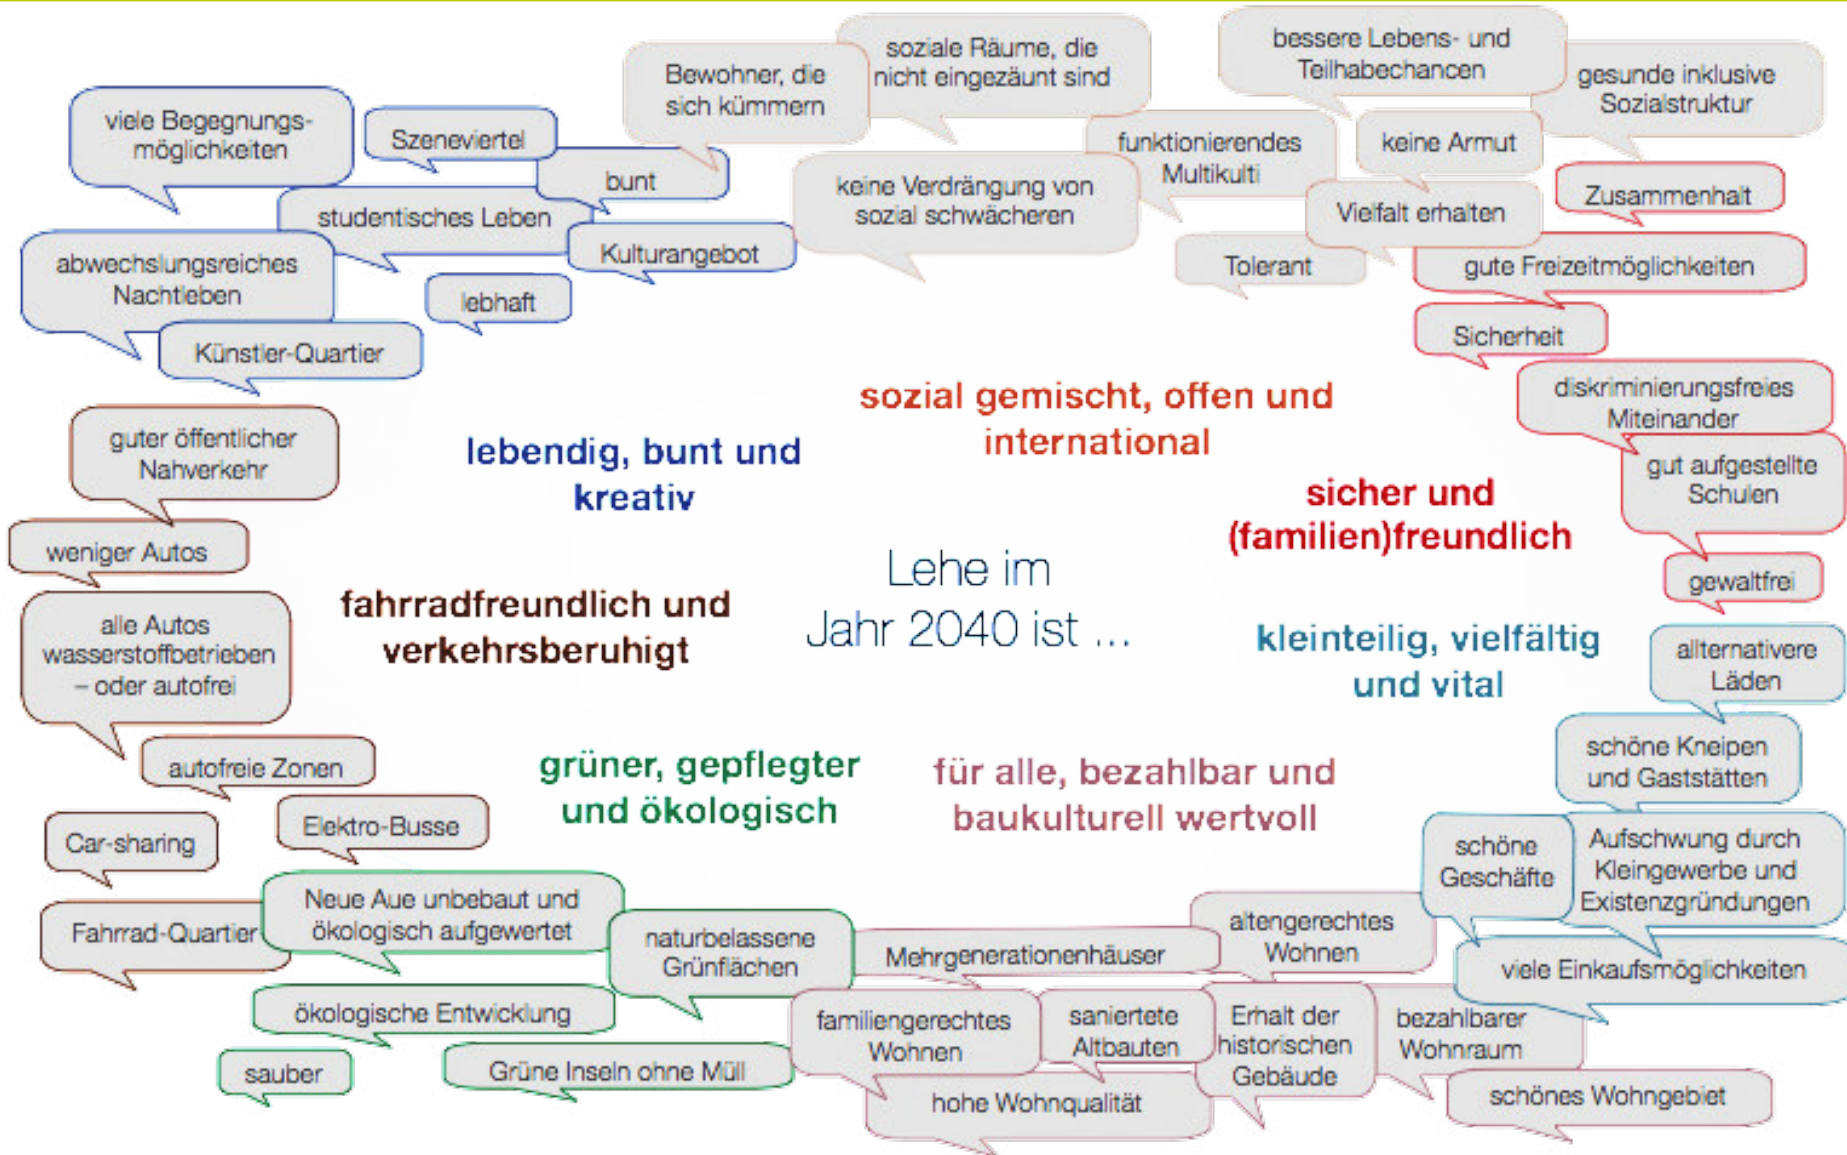 bessere Lebens- und
Teilhabechancen
soziale Räume, die
nicht eingezäunt sind
Bewohner, die
sich kümmern
gesunde inklusive
Sozialstruktur
viele Begegnungs-
möglichkeiten
Szeneviertel
bunt
funktionierendes
Multikulti
keine Armut
keine Verdrängung von
sozial schwächeren
Zusammenhalt
studentisches Leben
Vielfalt erhalten
Kulturangebot
abwechslungsreiches
Nachtleben
Tolerant
gute Freizeitmöglichkeiten
lebhaft
Künstler-Quartier
Sicherheit
diskriminierungsfreies
Miteinander
sozial gemischt, offen und
international
lebendig, bunt und
kreativ
guter öffentlicher
Nahverkehr
gut aufgestellte
Schulen
sicher und
(familien)freundlich
weniger Autos
Lehe im
Jahr 2040 ist ...
gewaltfrei
fahrradfreundlich und
verkehrsberuhigt
alle Autos
wasserstoffbetrieben
– oder autofrei
kleinteilig, vielfältig
und vital
allternativere
Läden
schöne Kneipen
und Gaststätten
autofreie Zonen
grüner, gepflegter
und ökologisch
für alle, bezahlbar und
baukulturell wertvoll
Elektro-Busse
Car-sharing
schöne
Geschäfte
Aufschwung durch
Kleingewerbe und
Existenzgründungen
Fahrrad-Quartier
Neue Aue unbebaut und
ökologisch aufgewertet
naturbelassene
Grünflächen
Mehrgenerationenhäuser
altengerechtes
Wohnen
viele Einkaufsmöglichkeiten
ökologische Entwicklung
familiengerechtes
Wohnen
saniertete
Altbauten
Erhalt der
historischen
Gebäude
bezahlbarer
Wohnraum
sauber
Grüne Inseln ohne Müll
hohe Wohnqualität
schönes Wohngebiet